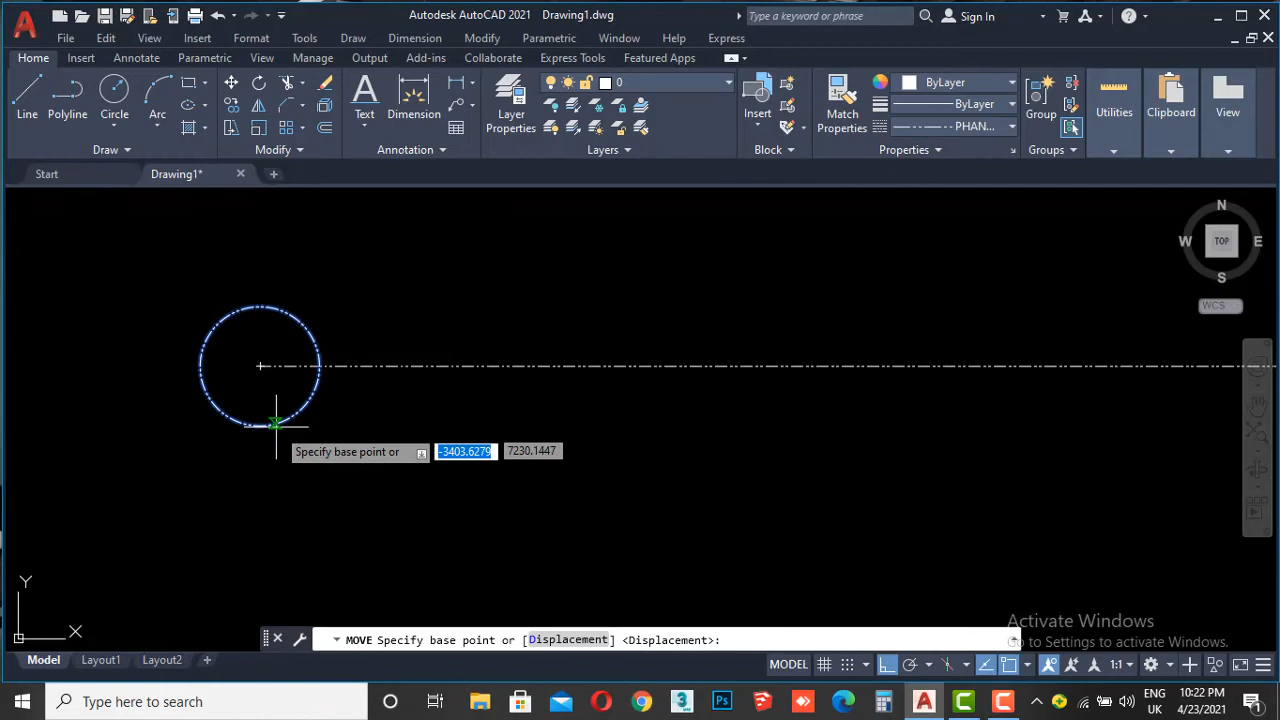 Autodesk AutoCAD 2021 Drawing1.dwg
Type a keyword or phrase
Sign In
File Edit View Insert Format Tools Draw Dimension Modify Parametric Window Help Express
Home Insert Annotate Parametric View Manage Output Add-ins Collaborate Express Tools Featured Apps
0
ByLayer
ByLayer
PHAN...
Line Polyline Circle Arc
Text Dimension
Layer
Properties
Insert
Match
Properties
Group
Utilities
Clipboard
View
Draw Modify Annotation Layers Block Properties Groups
Start
Drawing1*
N
W
TOP
E
S
WCS
Specify base point or
-3403.6279
7230.1447
Y
X
Activate Windows
Go to Settings to activate Windows.
MOVE Specify base point or [Displacement] <Displacement>:
Model Layout1 Layout2
MODEL
1:1
Type here to search
3
Ps
A
C
C
ENG
UK
10:22 PM
4/23/2021
1